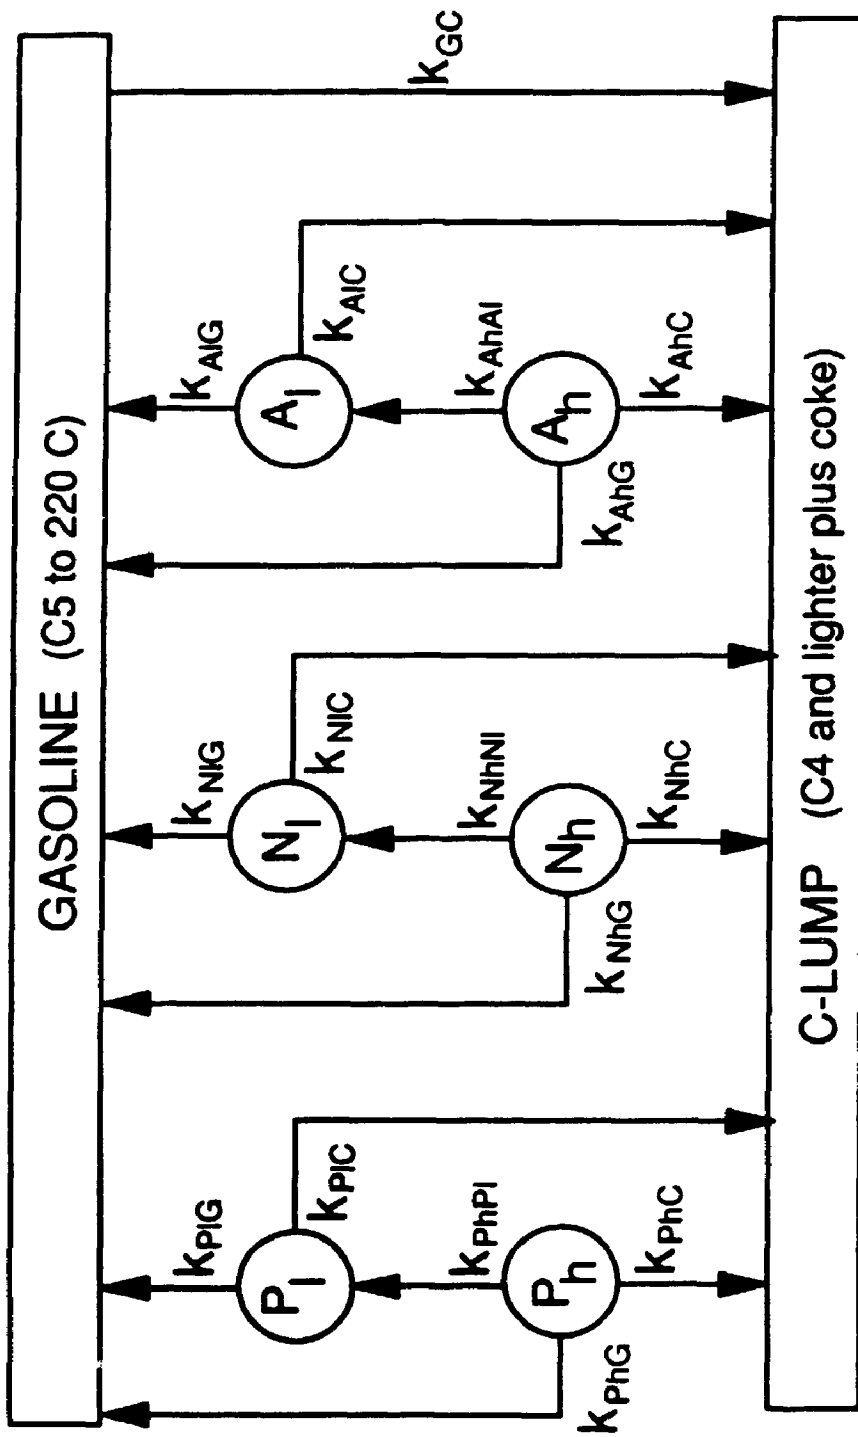 GASOLINE (C5 to 220 C)
kPlG
kNlG
kAlG
Pl
Nl
Al
kPlC
kNlC
kAlC
kGC
kPhPl
kNhNl
kAhAl
Ph
Nh
Ah
kPhG
kPhC
kNhG
kNhC
kAhG
kAhC
C-LUMP (C4 and lighter plus coke)